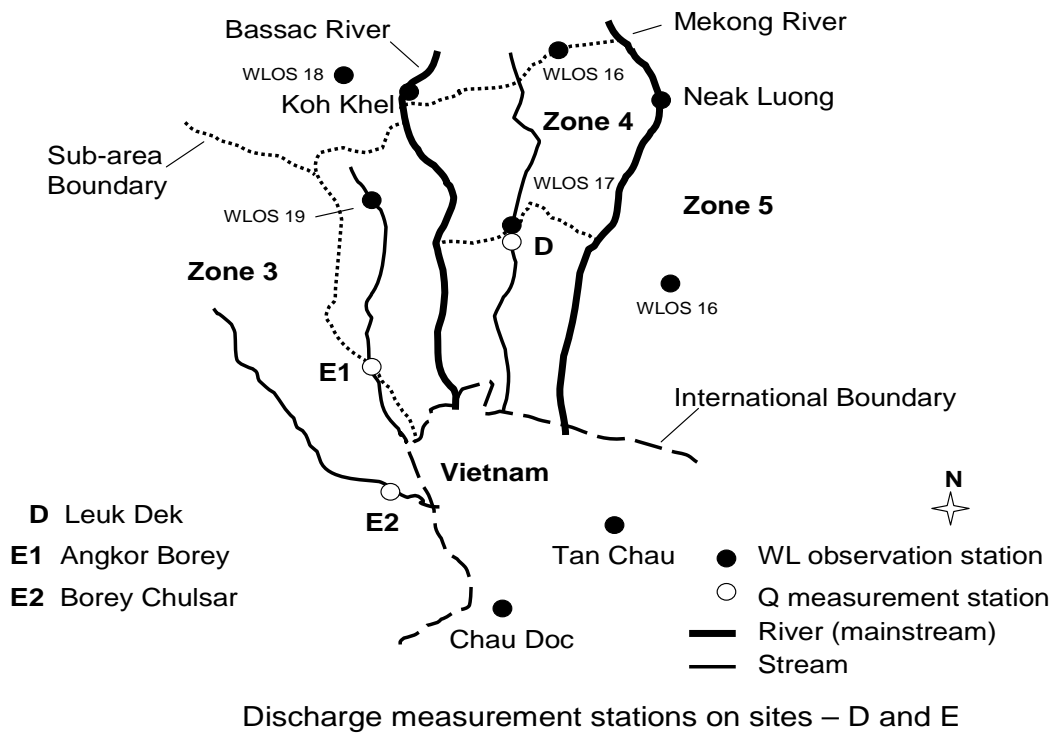 Bassac River
Mekong River
WLOS 18
WLOS 16
Koh Khel
Neak Luong
Zone 4
Sub-area
Boundary
WLOS 17
WLOS 19
Zone 5
D
Zone 3
WLOS 16
E1
International Boundary
Vietnam
N
E2
D Leuk Dek
E1 Angkor Borey
E2 Borey Chulsar
Tan Chau
Chau Doc
WL observation station
Q measurement station
River (mainstream)
Stream
Discharge measurement stations on sites – D and E